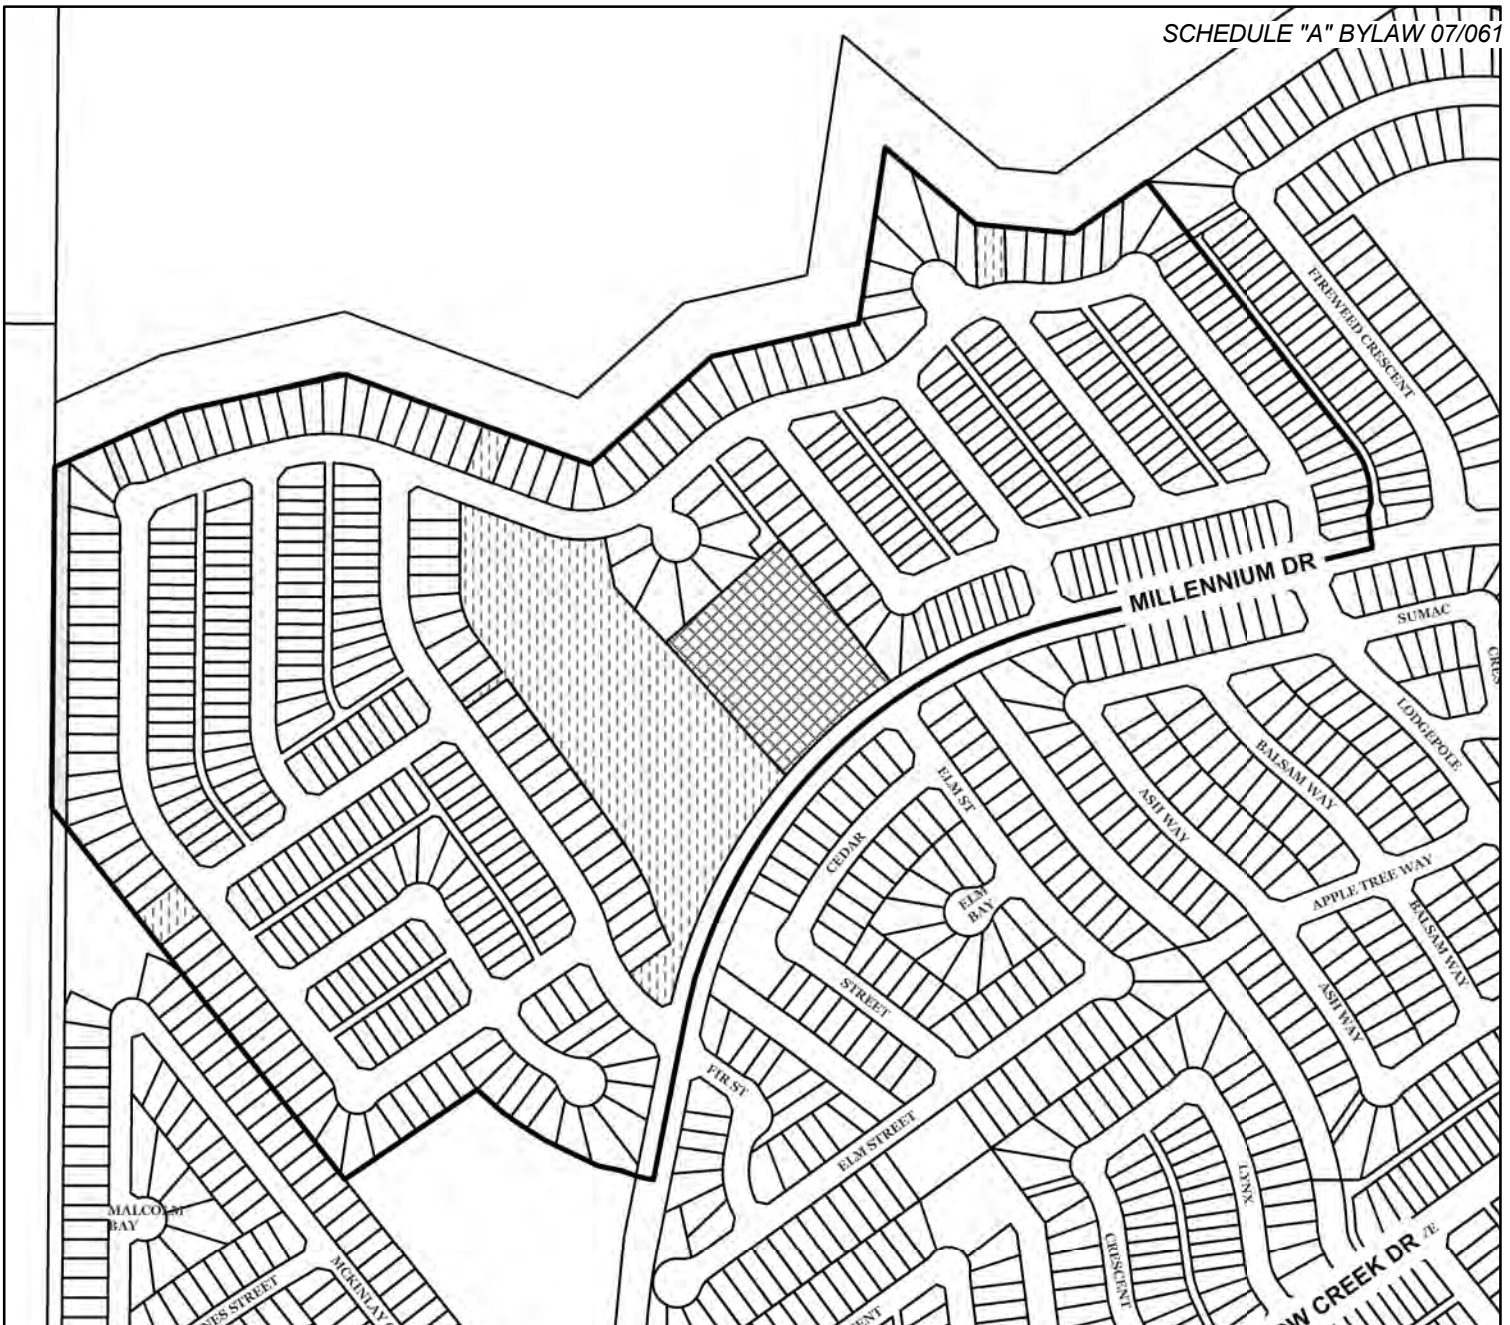 SCHEDULE "A" BYLAW 07/061
FIREWEED CRESCENT
MILLENNIUM DR
SUMAC
LODGEPOLE
BALSAM WAY
ASH WAY
ELM ST
CEDAR
APPLE TREE WAY
ELM
BAY
BALSAM WAY
STREET
ASH WAY
FIR ST
ELM STREET
LYNX
MALCOLM
BAY
CRESCENT
MCKINLAY
STREET
CREEK DR